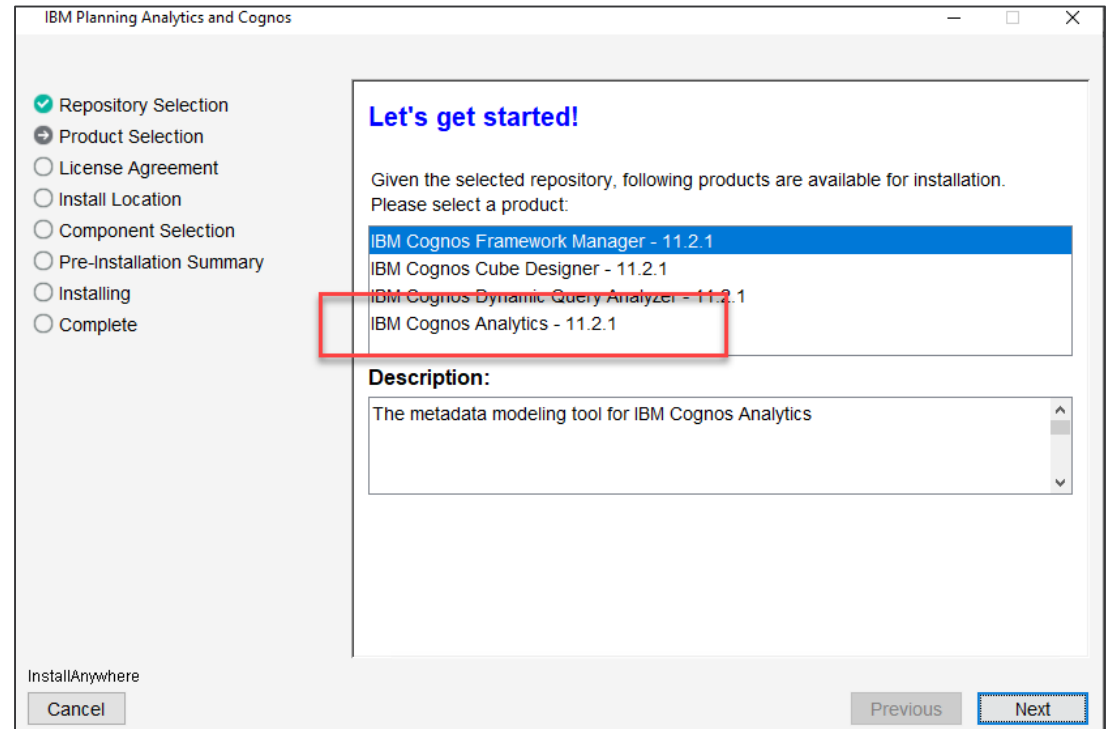 IBM Planning Analytics and Cognos
Repository Selection
Product Selection
License Agreement
Install Location
Component Selection
Pre-Installation Summary
Installing
Complete
Let's get started!
Given the selected repository, following products are available for installation.
Please select a product:
IBM Cognos Framework Manager - 11.2.1
IBM Cognos Cube Designer - 11.2.1
IBM Cognos Dynamic Query Analyzer - 11.2.1
IBM Cognos Analytics - 11.2.1
Description:
The metadata modeling tool for IBM Cognos Analytics
InstallAnywhere
Cancel
Previous
Next